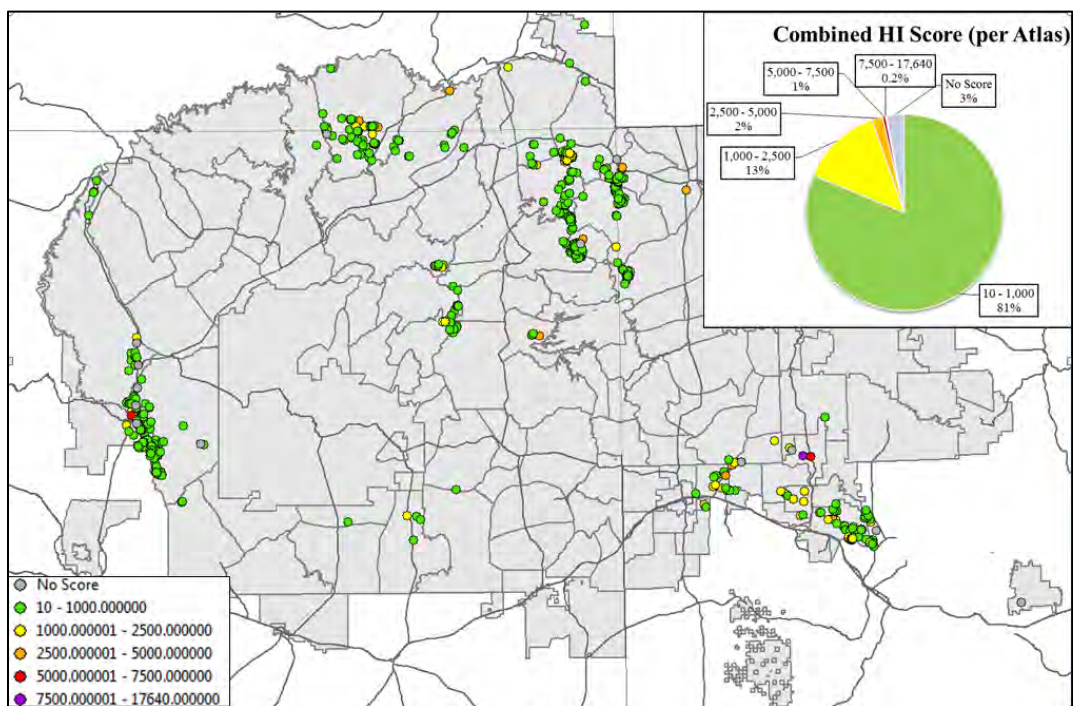 Combined HI Score (per Atlas)
7,500 - 17,640
0.2%
5,000 - 7,500
1%
No Score
3%
2,500 - 5,000
2%
1,000 - 2,500
13%
10 - 1,000
81%
No Score
10 - 1000.000000
1000.000001 - 2500.000000
2500.000001 - 5000.000000
5000.000001 - 7500.000000
7500.000001 - 17640.000000